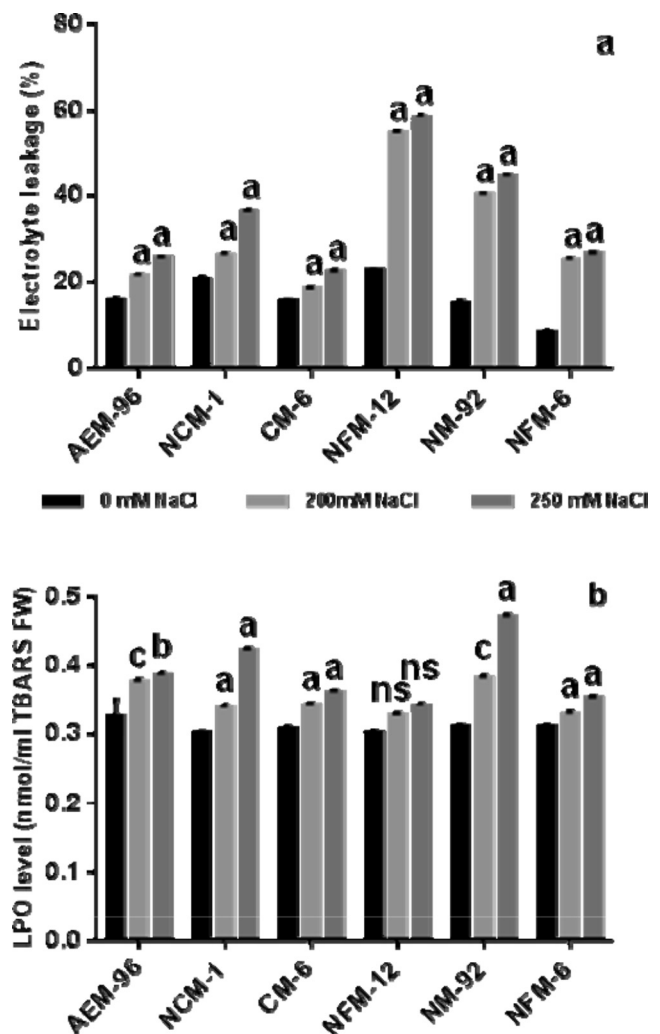 80
a
60
40
20
0
Electrolyte leakage (%)
a a
a a
a a
a a
a a
a a
AEM-96 NCM-1 CM-6 NFM-12 NM-92 NFM-6
0 mM NaCl 200mM NaCl 250 mM NaCl
0.5
b
0.4
0.3
0.2
0.1
0.0
LPO level (nmol/ml TBARS FW)
c b
a a
a a
ns ns
c a
a a
AEM-96 NCM-1 CM-6 NFM-12 NM-92 NFM-6